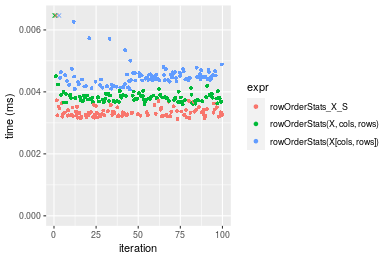 0.006
0.004
0.002
0.000
time (ms)
0
25
50
75
100
iteration
expr
rowOrderStats_X_S
rowOrderStats(X, cols, rows)
rowOrderStats(X[cols, rows])